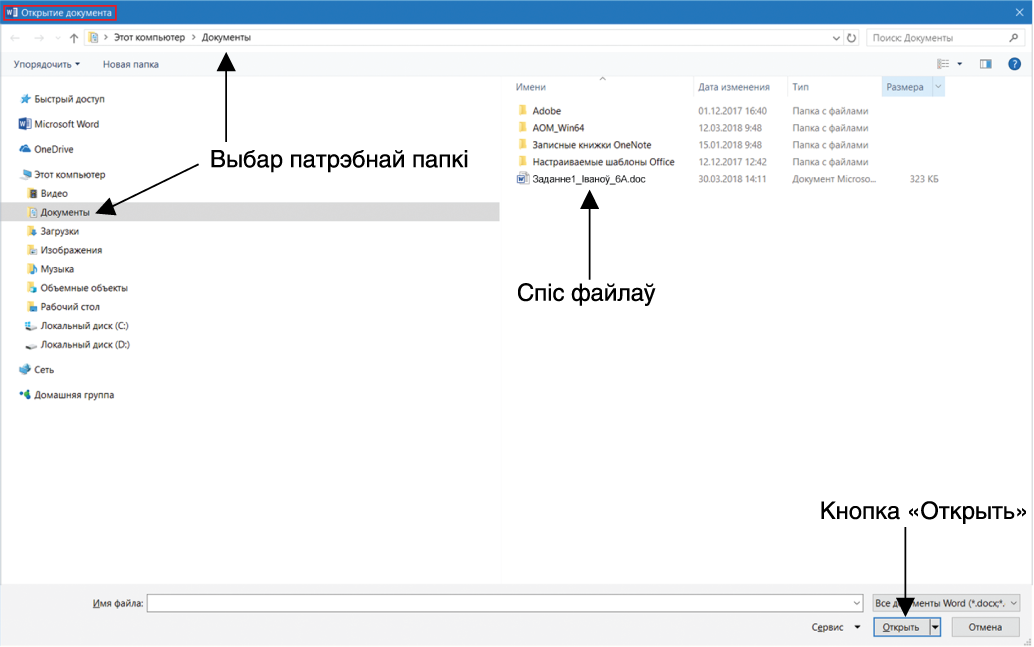 Открытие документа
Этот компьютер > Документы
Поиск: Документы
Упорядочить
Новая папка
Имени
Дата изменения
Тип
Размера
Быстрый доступ
Microsoft Word
OneDrive
Этот компьютер
Видео
Документы
Загрузки
Изображения
Музыка
Объемные объекты
Рабочий стол
Локальный диск (C:)
Локальный диск (D:)
Сеть
Домашняя группа
Adobe 01.12.2017 16:40 Папка с файлами
AOM_Win64 12.03.2018 9:48 Папка с файлами
Записные книжки OneNote 15.01.2018 9:48 Папка с файлами
Настраиваемые шаблоны Office 12.12.2017 12:42 Папка с файлами
Заданне1_Іваноў_6А.doc 30.03.2018 14:11 Документ Microso... 323 КБ
Выбар патрэбнай папкі
Спіс файлаў
Кнопка «Открыть»
Имя файла:
Все документы Word (*.docx;*.
Сервис
Открыть
Отмена